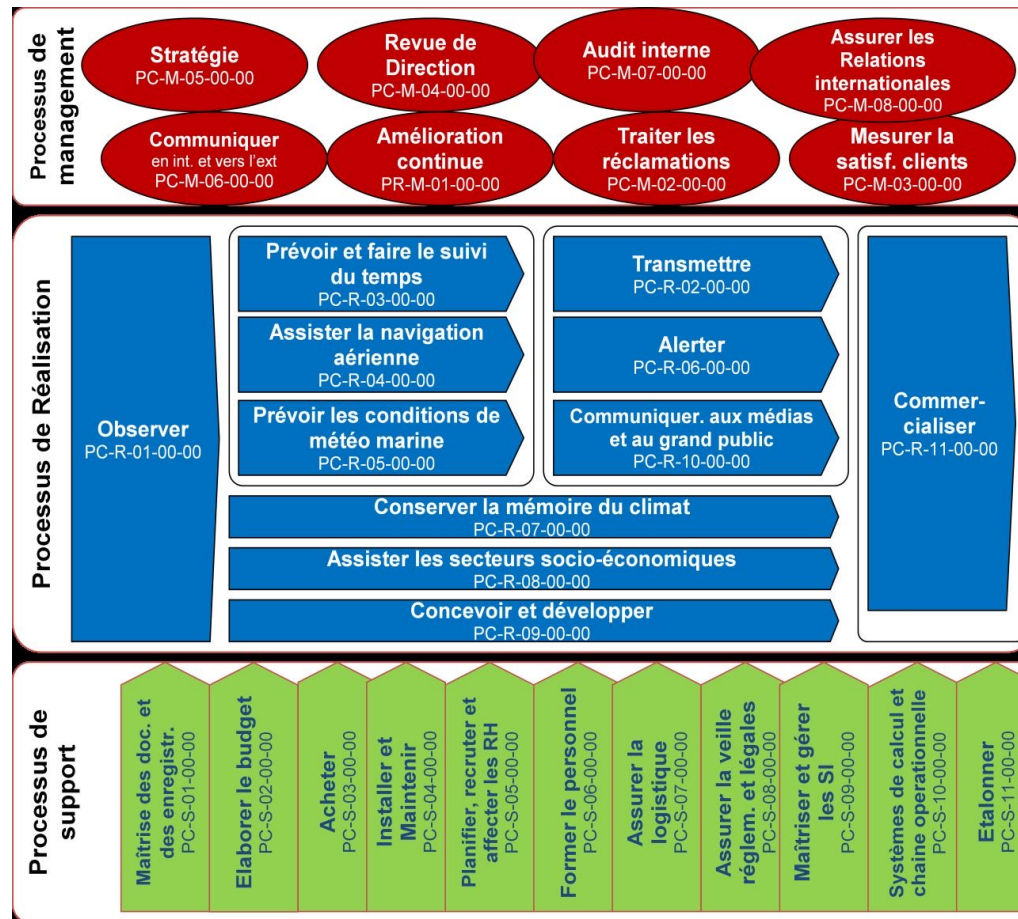 Processus de
management
Stratégie
PC-M-05-00-00
Revue de
Direction
PC-M-04-00-00
Audit interne
PC-M-07-00-00
Assurer les
Relations
internationales
PC-M-08-00-00
Communiquer
en int. et vers l'ext
PC-M-06-00-00
Amélioration
continue
PR-M-01-00-00
Traiter les
réclamations
PC-M-02-00-00
Mesurer la
satisf. clients
PC-M-03-00-00
Processus de Réalisation
Observer
PC-R-01-00-00
Prévoir et faire le suivi
du temps
PC-R-03-00-00
Assister la navigation
aérienne
PC-R-04-00-00
Prévoir les conditions de
météo marine
PC-R-05-00-00
Transmettre
PC-R-02-00-00
Alerter
PC-R-06-00-00
Communiquer. aux médias
et au grand public
PC-R-10-00-00
Conserver la mémoire du climat
PC-R-07-00-00
Assister les secteurs socio-économiques
PC-R-08-00-00
Concevoir et développer
PC-R-09-00-00
Commer-
cialiser
PC-R-11-00-00
Processus de
support
Maîtrise des doc. et
des enregistr.
PC-S-01-00-00
Elaborer le budget
PC-S-02-00-00
Acheter
PC-S-03-00-00
Installer et
Maintenir
PC-S-04-00-00
Planifier, recruter et
affecter les RH
PC-S-05-00-00
Former le personnel
PC-S-06-00-00
Assurer la
logistique
PC-S-07-00-00
Assurer la veille
réglem. et légales
PC-S-08-00-00
Maîtriser et gérer
les SI
PC-S-09-00-00
Systèmes de calcul et
chaine operationnelle
PC-S-10-00-00
Etalonner
PC-S-11-00-00